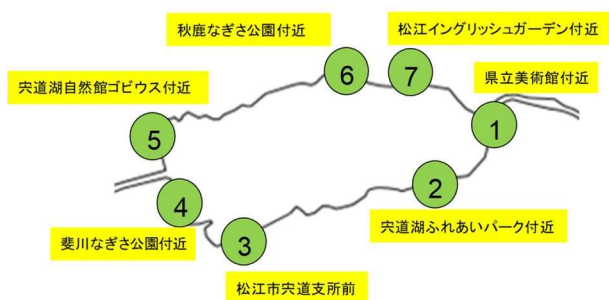 秋鹿なぎさ公園付近
松江イングリッシュガーデン付近
宍道湖自然館ゴビウス付近
6
7
県立美術館付近
5
1
4
2
斐川なぎさ公園付近
3
宍道湖ふれあいパーク付近
松江市宍道支所前